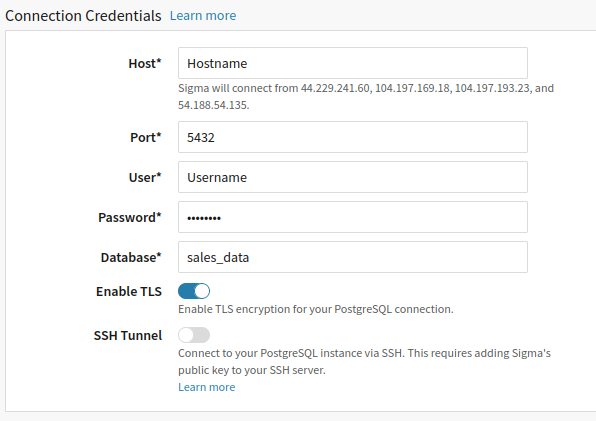 Connection Credentials Learn more
Host* Hostname
Sigma will connect from 44.229.241.60, 104.197.169.18, 104.197.193.23, and
54.188.54.135.
Port* 5432
User* Username
Password* ••••••••
Database* sales_data
Enable TLS
Enable TLS encryption for your PostgreSQL connection.
SSH Tunnel
Connect to your PostgreSQL instance via SSH. This requires adding Sigma's
public key to your SSH server.
Learn more